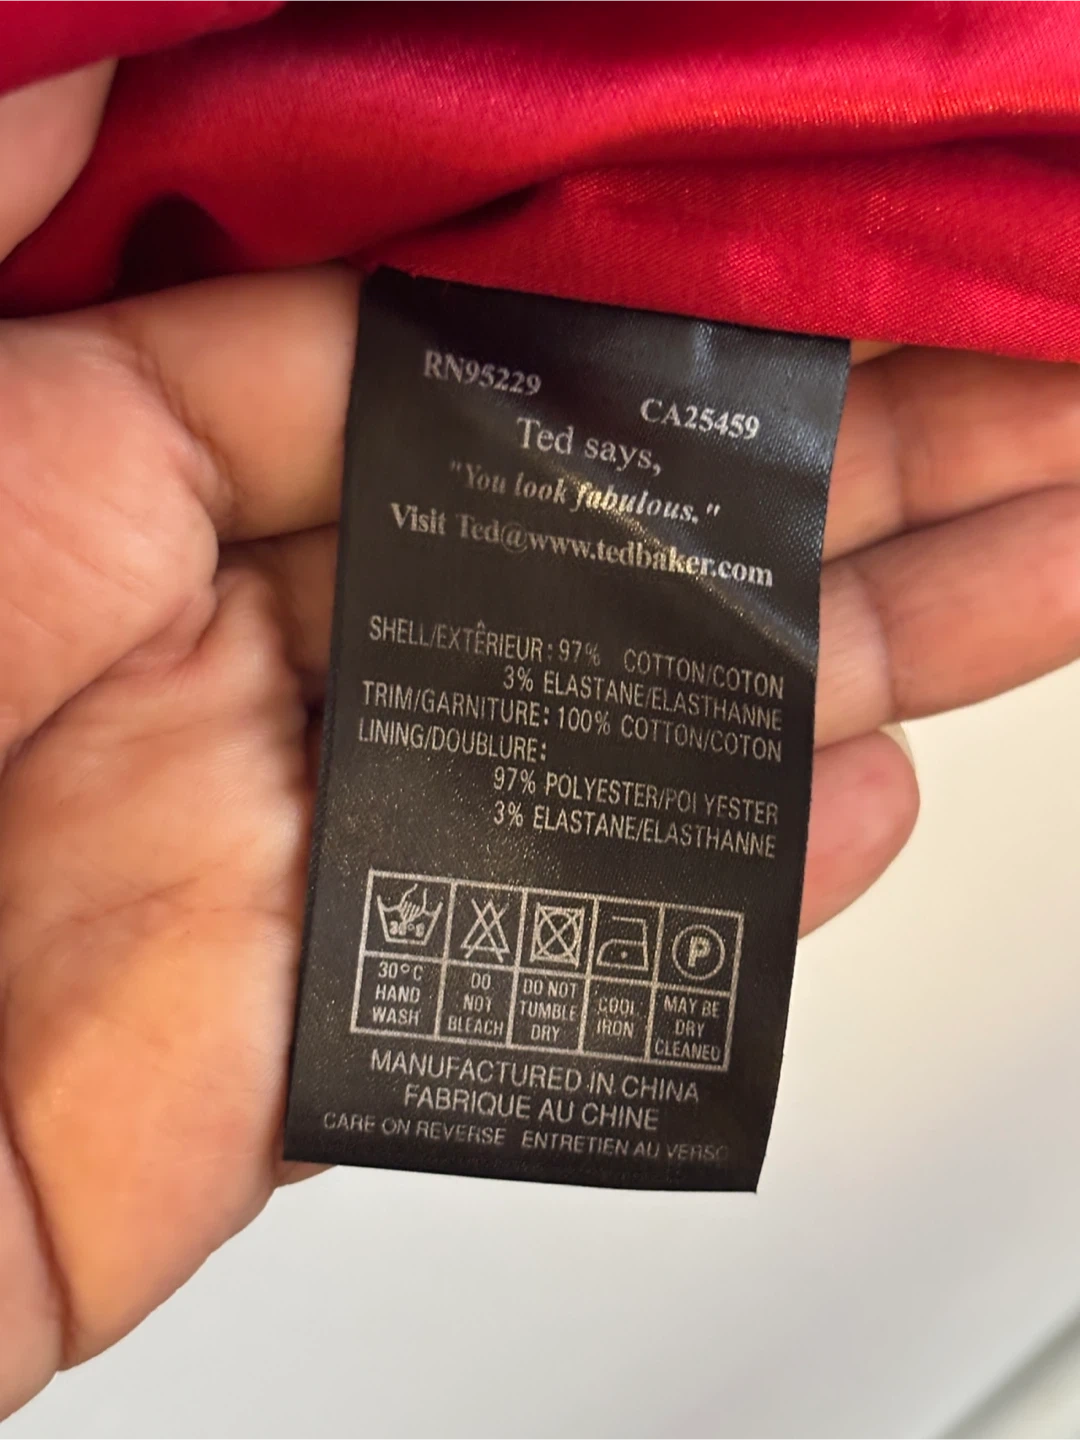 RN95229
CA25459
Ted says,
"You look fabulous."
Visit Ted@www.tedbaker.com
SHELL/EXTÊRIEUR: 97% COTTON/COTON
3% ELASTANE/ELASTHANNE
TRIM/GARNITURE: 100% COTTON/COTON
LINING/DOUBLURE:
97% POLYESTER/POLYESTER
3% ELASTANE/ELASTHANNE
30°C
P
30°C HAND WASH
DO NOT BLEACH
DO NOT TUMBLE DRY
COOL IRON
MAY BE DRY CLEANED
MANUFACTURED IN CHINA
FABRIQUE AU CHINE
CARE ON REVERSE ENTRETIEN AU VERSO